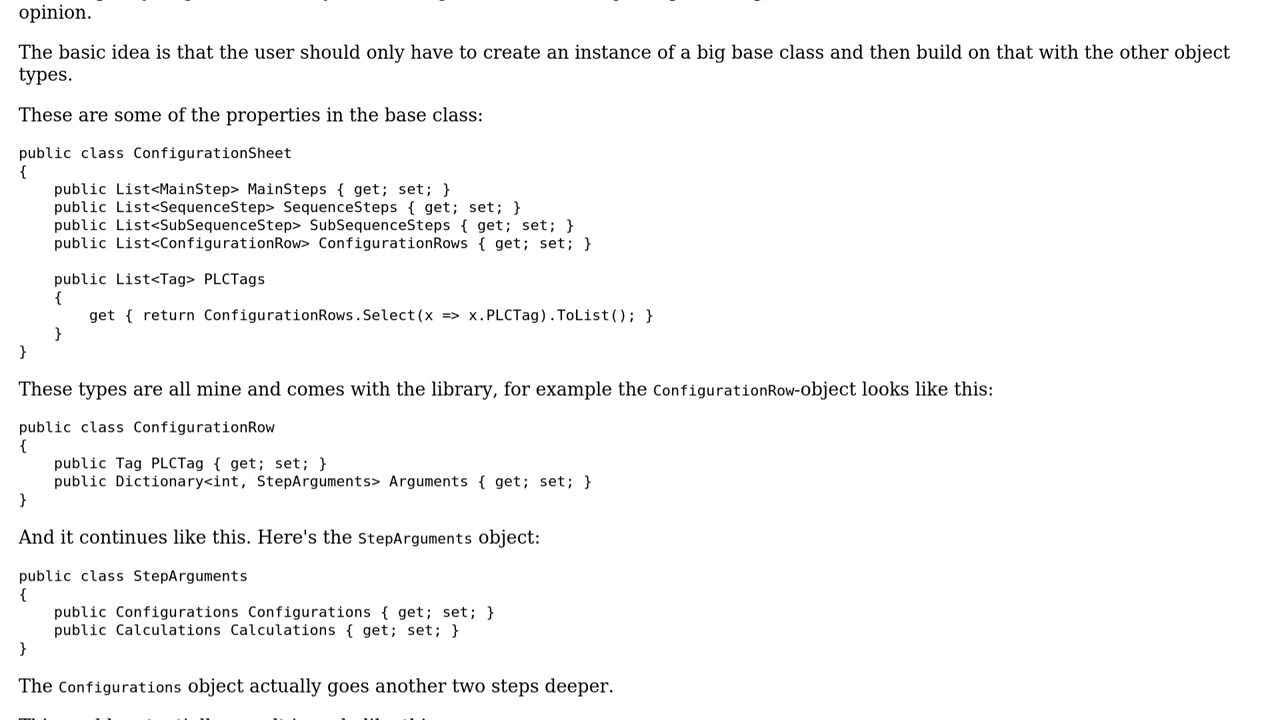 opinion.
The basic idea is that the user should only have to create an instance of a big base class and then build on that with the other object
types.
These are some of the properties in the base class:
public class ConfigurationSheet
{
    public List<MainStep> MainSteps { get; set; }
    public List<SequenceStep> SequenceSteps { get; set; }
    public List<SubSequenceStep> SubSequenceSteps { get; set; }
    public List<ConfigurationRow> ConfigurationRows { get; set; }
    public List<Tag> PLCTags
    {
        get { return ConfigurationRows.Select(x => x.PLCTag).ToList(); }
    }
}
These types are all mine and comes with the library, for example the ConfigurationRow-object looks like this:
public class ConfigurationRow
{
    public Tag PLCTag { get; set; }
    public Dictionary<int, StepArguments> Arguments { get; set; }
}
And it continues like this. Here's the StepArguments object:
public class StepArguments
{
    public Configurations Configurations { get; set; }
    public Calculations Calculations { get; set; }
}
The Configurations object actually goes another two steps deeper.